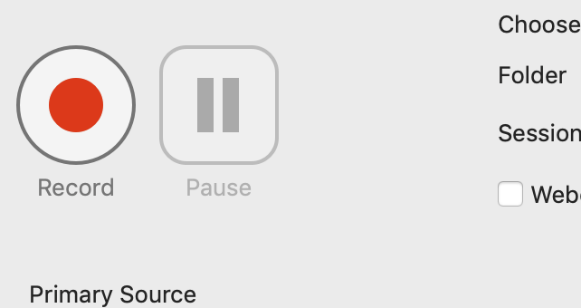 Choose
Folder
Session
Record
Pause
Primary Source